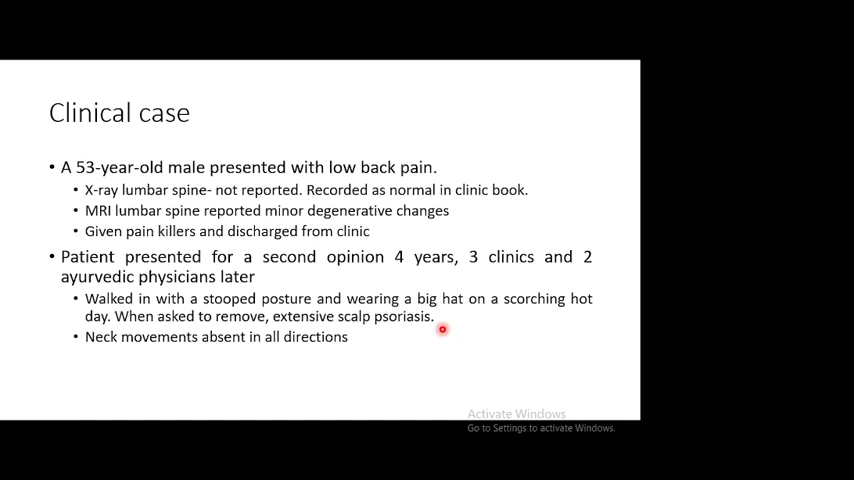 Clinical case
• A 53-year-old male presented with low back pain.
• X-ray lumbar spine- not reported. Recorded as normal in clinic book.
• MRI lumbar spine reported minor degenerative changes
• Given pain killers and discharged from clinic
• Patient presented for a second opinion 4 years, 3 clinics and 2
ayurvedic physicians later
• Walked in with a stooped posture and wearing a big hat on a scorching hot
day. When asked to remove, extensive scalp psoriasis.
• Neck movements absent in all directions
Activate Windows
Go to Settings to activate Windows.